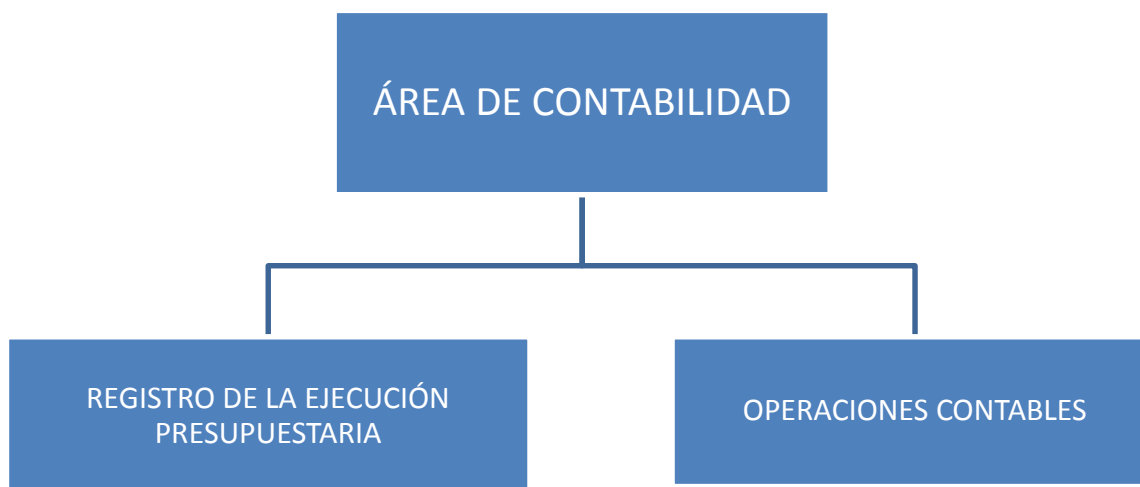 ÁREA DE CONTABILIDAD
REGISTRO DE LA EJECUCIÓN
PRESUPUESTARIA
OPERACIONES CONTABLES